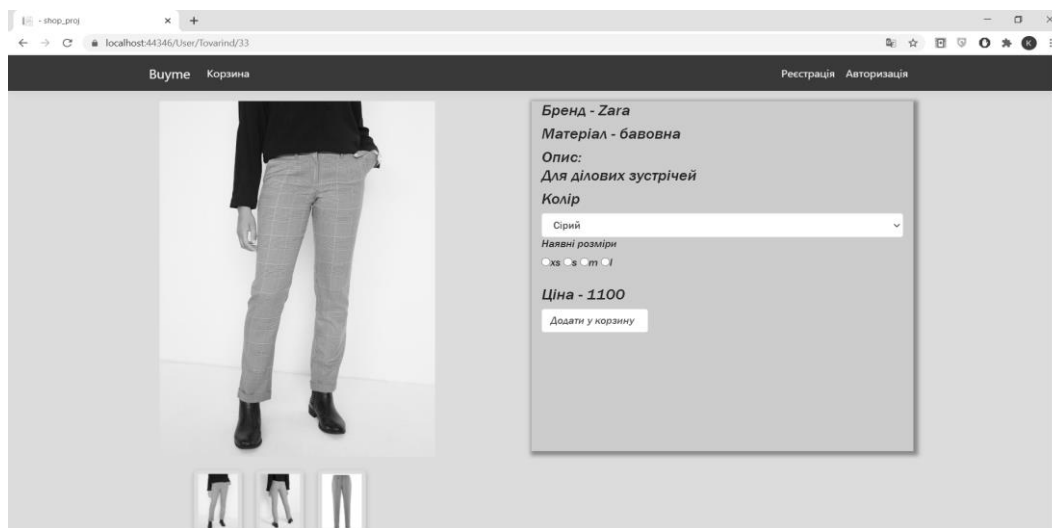 - shop_proj
localhost:44346/User/Tovarind/33
K
Buyme Корзина Реєстрація Авторизація
Бренд - Zara
Матеріал - бавовна
Опис:
Для ділових зустрічей
Колір
Сірий
Наявні розміри
xs s m l
Ціна - 1100
Додати у корзину